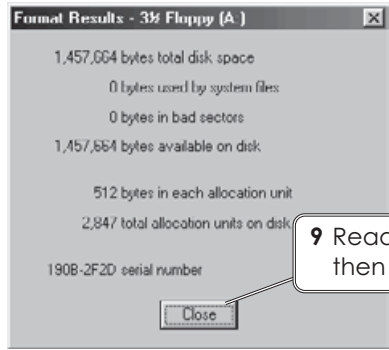 Format Results - 3½ Floppy (A:)
1,457,664 bytes total disk space
0 bytes used by system files
0 bytes in bad sectors
1,457,664 bytes available on disk
512 bytes in each allocation unit
2,847 total allocation units on disk
190B-2F2D serial number
Close
9 Read
then